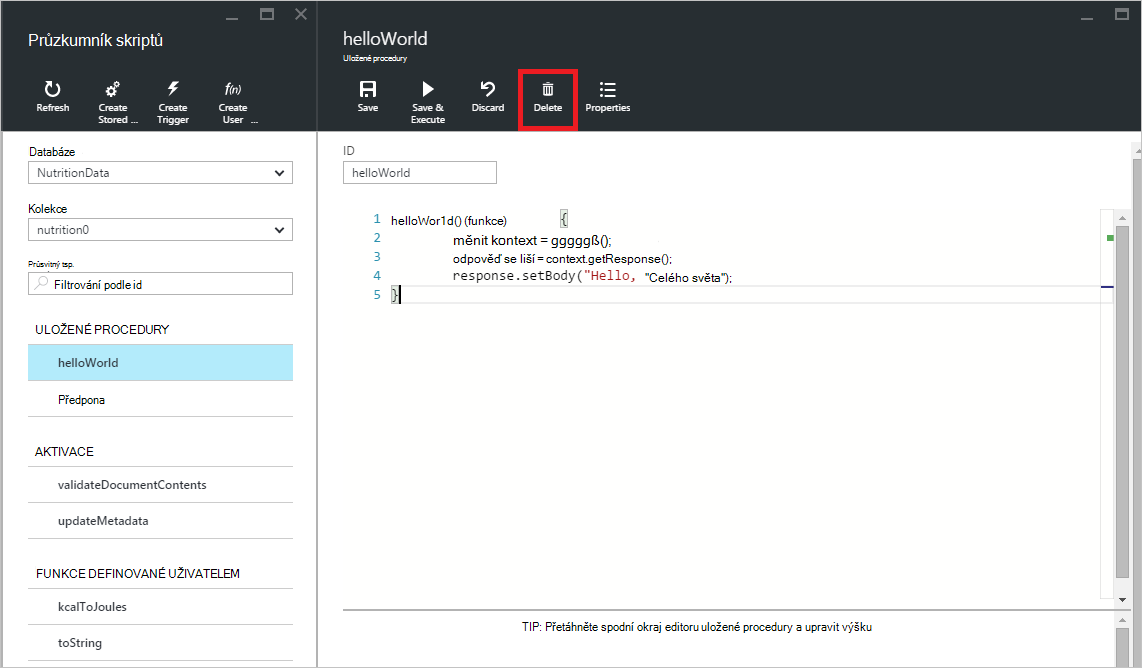 Průzkumník skriptů
Refresh
Create
Stored ...
Create
Trigger
f(n)
Create
User ...
Databáze
NutritionData
Kolekce
nutrition0
Průsvitný tsp.
Filtrování podle id
ULOŽENÉ PROCEDURY
helloWorld
Předpona
AKTIVACE
validateDocumentContents
updateMetadata
FUNKCE DEFINOVANÉ UŽIVATELEM
kcalToJoules
toString
helloWorld
Uložené procedury
Save
Save &
Execute
Discard
Delete
Properties
ID
helloWorld
1 helloWor1d() (funkce) {
2 měnit kontext = gggggß();
3 odpověď se liší = context.getResponse();
4 response.setBody("Hello, "Celého světa");
5 }
TIP: Přetáhněte spodní okraj editoru uložené procedury a upravit výšku